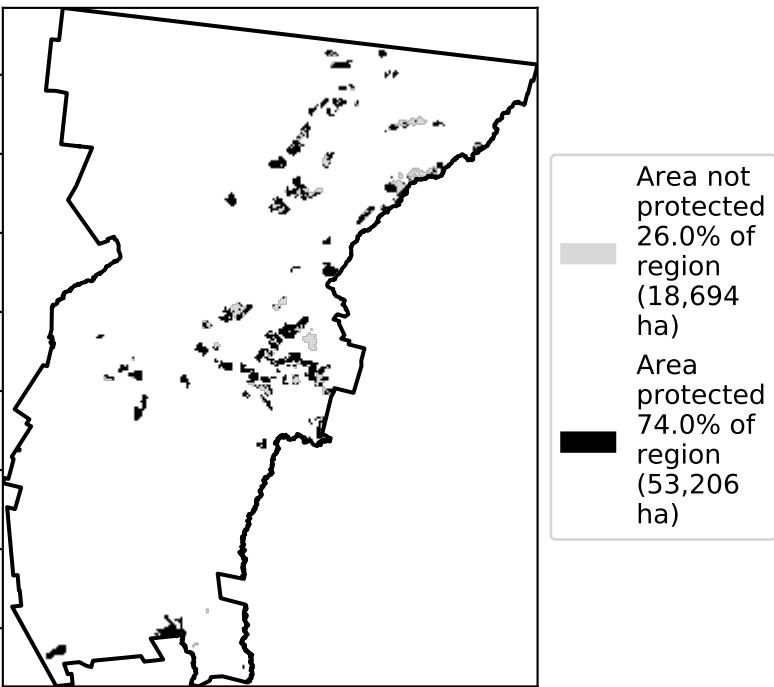 Area not
protected
26.0% of
region
(18,694
ha)
Area
protected
74.0% of
region
(53,206
ha)